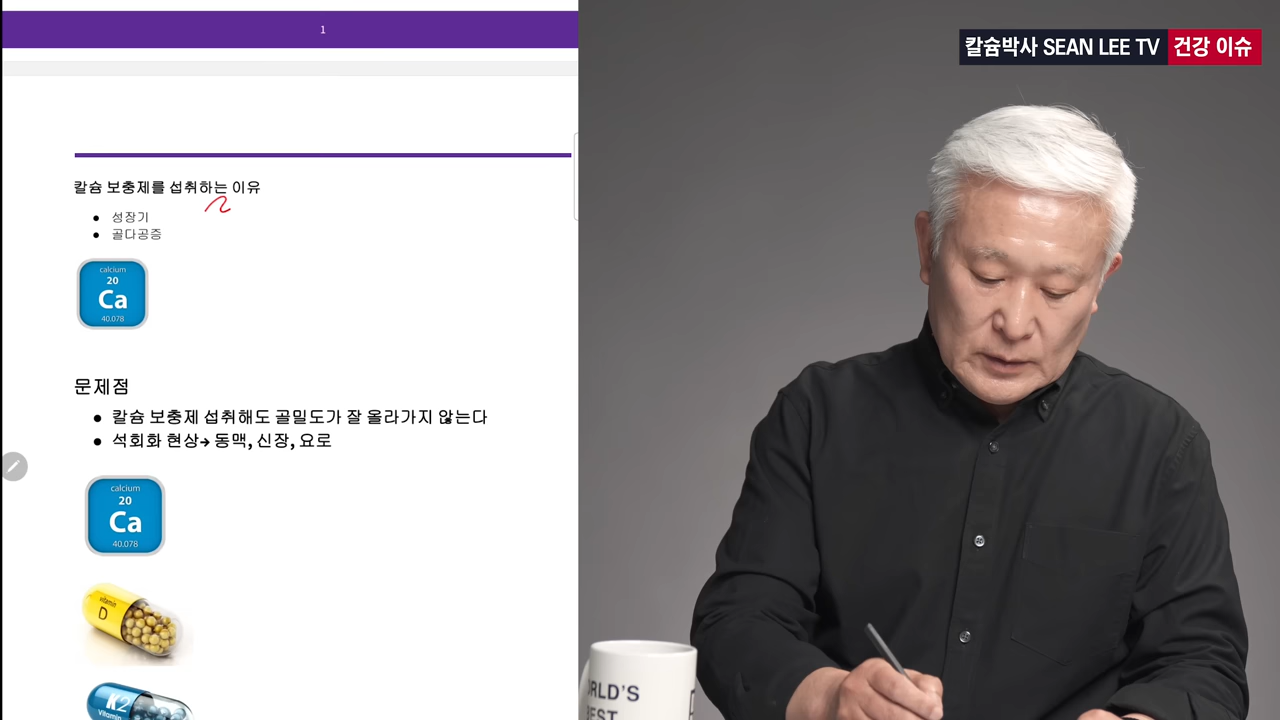 1
칼슘박사 SEAN LEE TV 건강 이슈
칼슘 보충제를 섭취하는 이유
● 성장기
● 골다공증
calcium
20
Ca
40.078
문제점
● 칼슘 보충제 섭취해도 골밀도가 잘 올라가지 않는다
● 석회화 현상→ 동맥, 신장, 요로
calcium
20
Ca
40.078
vitamin
D
K2
Vitamin
WORLD'S
BEST